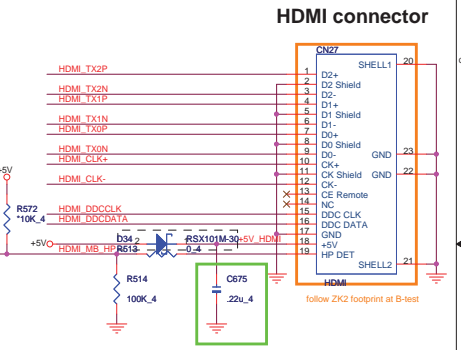 HDMI connector
CN27
SHELL1 20
HDMI_TX2P 1 D2+
2 D2 Shield
HDMI_TX2N 3 D2-
HDMI_TX1P 4 D1+
5 D1 Shield
HDMI_TX1N 6 D1-
HDMI_TX0P 7 D0+
8 D0 Shield
HDMI_TX0N 9 D0- GND 23
HDMI_CLK+ 10 CK+
11 CK Shield GND 22
HDMI_CLK- 12 CK-
13 CE Remote
14 NC
HDMI_DDCCLK 15 DDC CLK
HDMI_DDCDATA 16 DDC DATA
17 GND
18 +5V
19 HP DET
SHELL2 21
HDMI
follow ZK2 footprint at B-test
+5V
R572
*10K_4
+5V
D34 2 RSX101M-30 +5V_HDMI
HDMI_MB_HP R513 0_4
R514
100K_4
C675
.22u_4